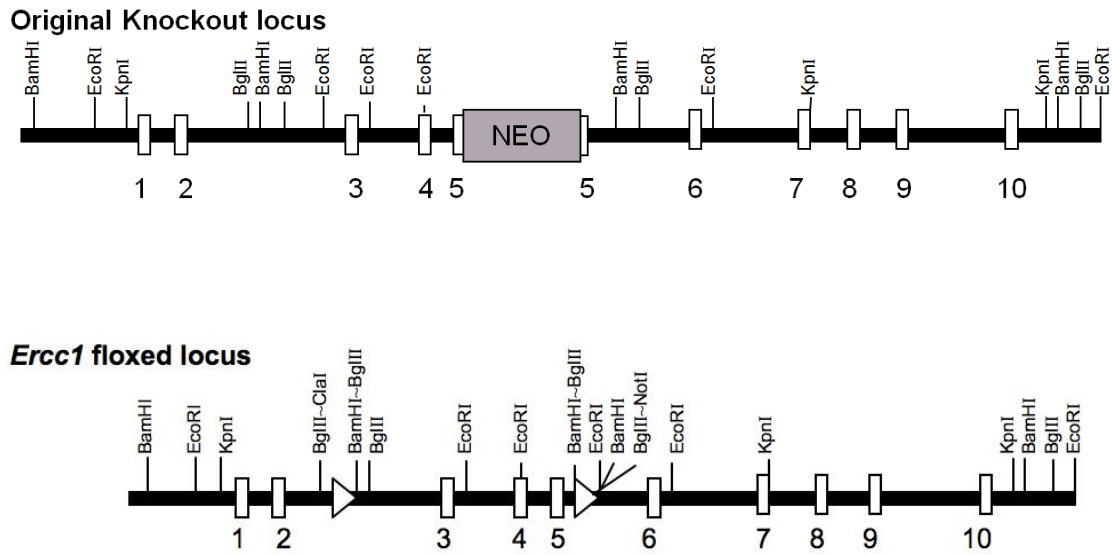 Original Knockout locus
BamHI EcoRI KpnI BglII BamHI BglII EcoRI EcoRI EcoRI BamHI BglII EcoRI KpnI KpnI BamHI BglII EcoRI
NEO
1 2 3 4 5 5 6 7 8 9 10
Ercc1 floxed locus
BamHI EcoRI KpnI BglII~ClaI BamHI~BglII BglII EcoRI EcoRI BamHI~BglII EcoRI BamHI BglII~NotI EcoRI KpnI KpnI BamHI BglII EcoRI
1 2 3 4 5 6 7 8 9 10